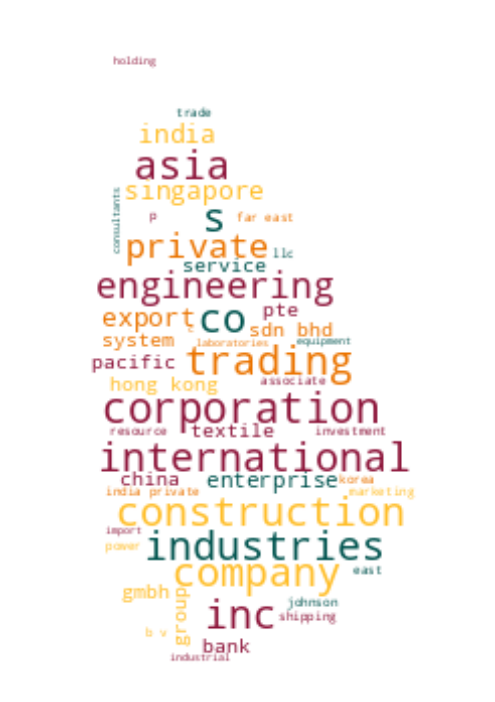 holding
trade
india
asia
singapore
consultants
p
s
far east
private
llc
service
engineering
pte
export
co
c
sdn bhd
system
laboratories
equipment
pacific
trading
hong kong
associate
corporation
resource
textile
investment
international
china
enterprise
korea
india private
marketing
construction
import
power
industries
company
east
gmbh
group
inc
johnson
shipping
b v
bank
industrial